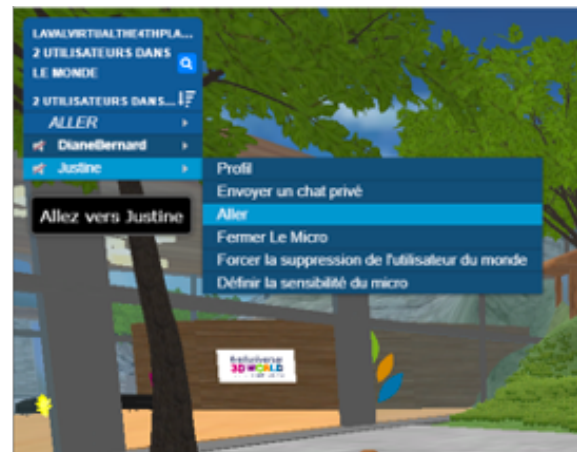 LAVALVIRTUALTHE4THPLA...
2 UTILISATEURS DANS
LE MONDE
2 UTILISATEURS DANS...
ALLER
DianeBernard
Justine
Profil
Envoyer un chat privé
Aller
Fermer Le Micro
Forcer la suppression de l'utilisateur du monde
Définir la sensibilité du micro
Allez vers Justine
3D WORLD